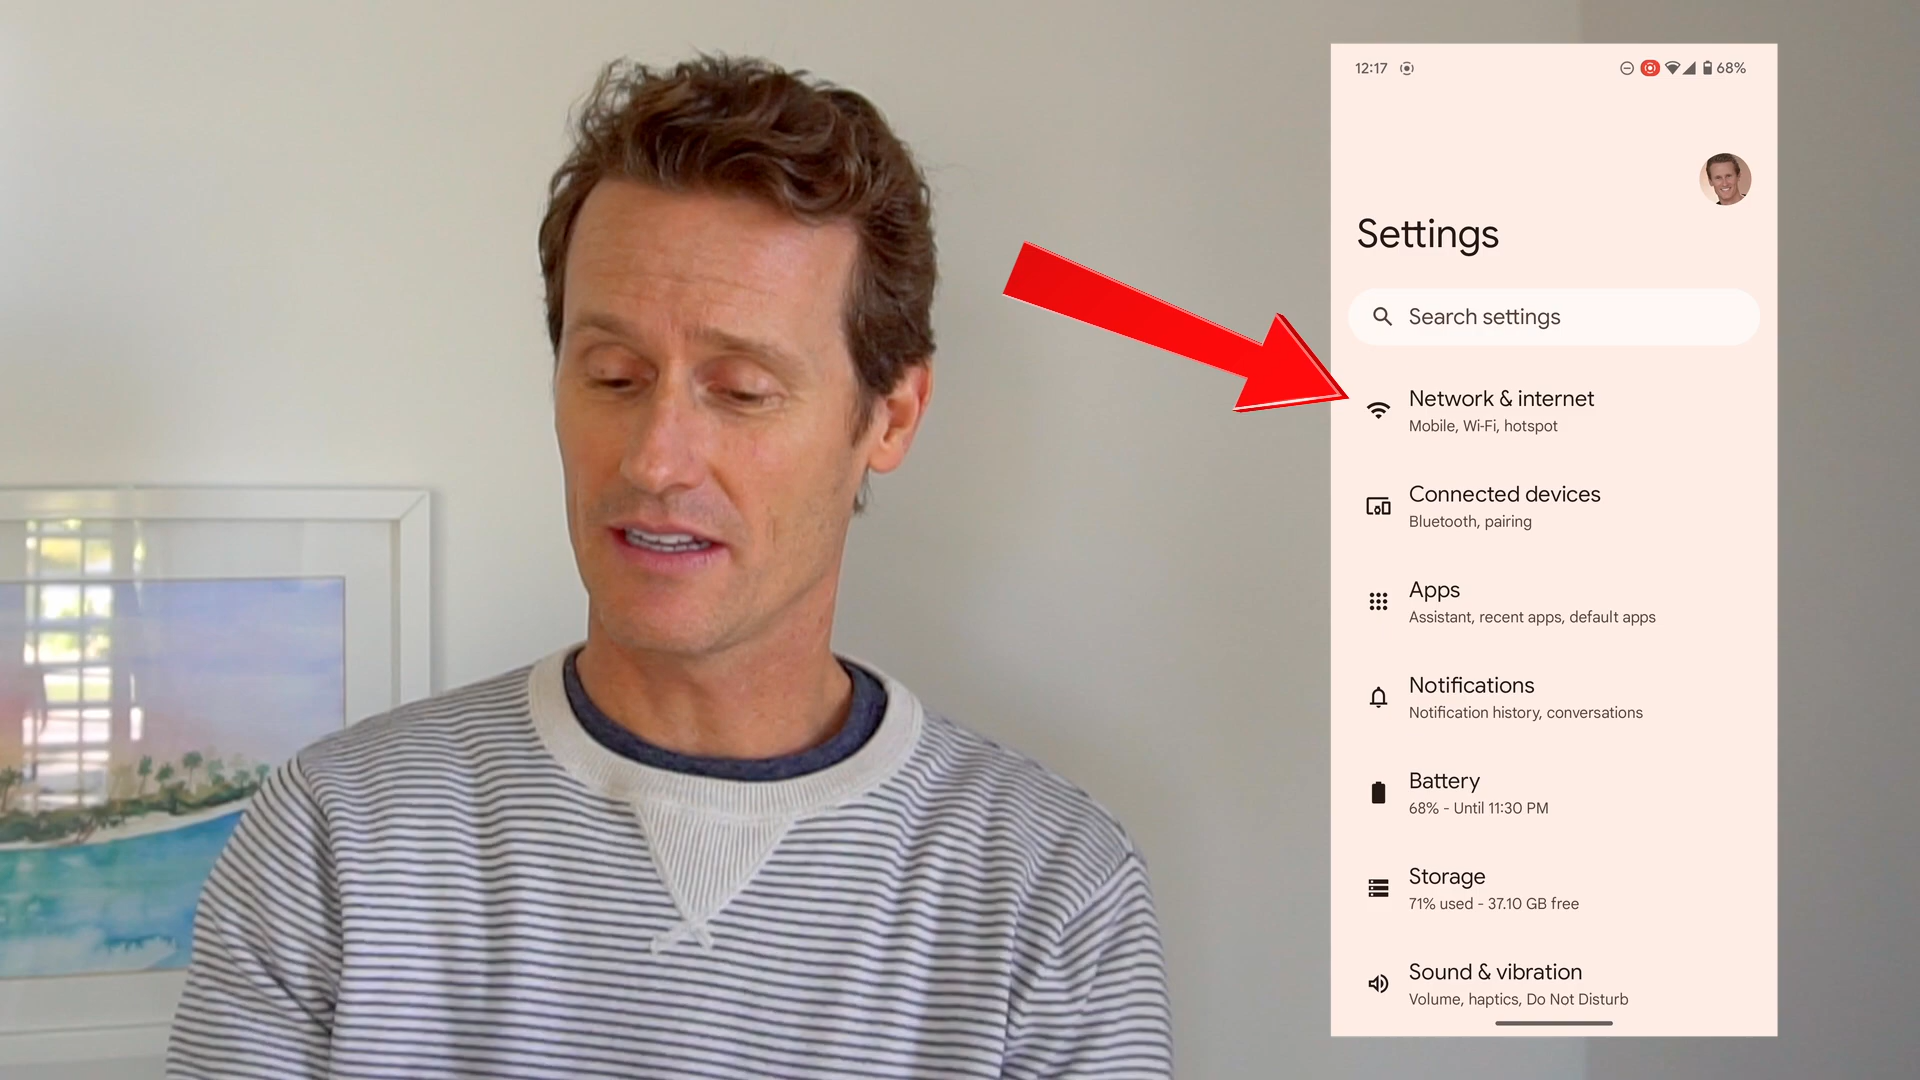 12:17
68%
Settings
Search settings
Network & internet
Mobile, Wi-Fi, hotspot
Connected devices
Bluetooth, pairing
Apps
Assistant, recent apps, default apps
Notifications
Notification history, conversations
Battery
68% - Until 11:30 PM
Storage
71% used - 37.10 GB free
Sound & vibration
Volume, haptics, Do Not Disturb